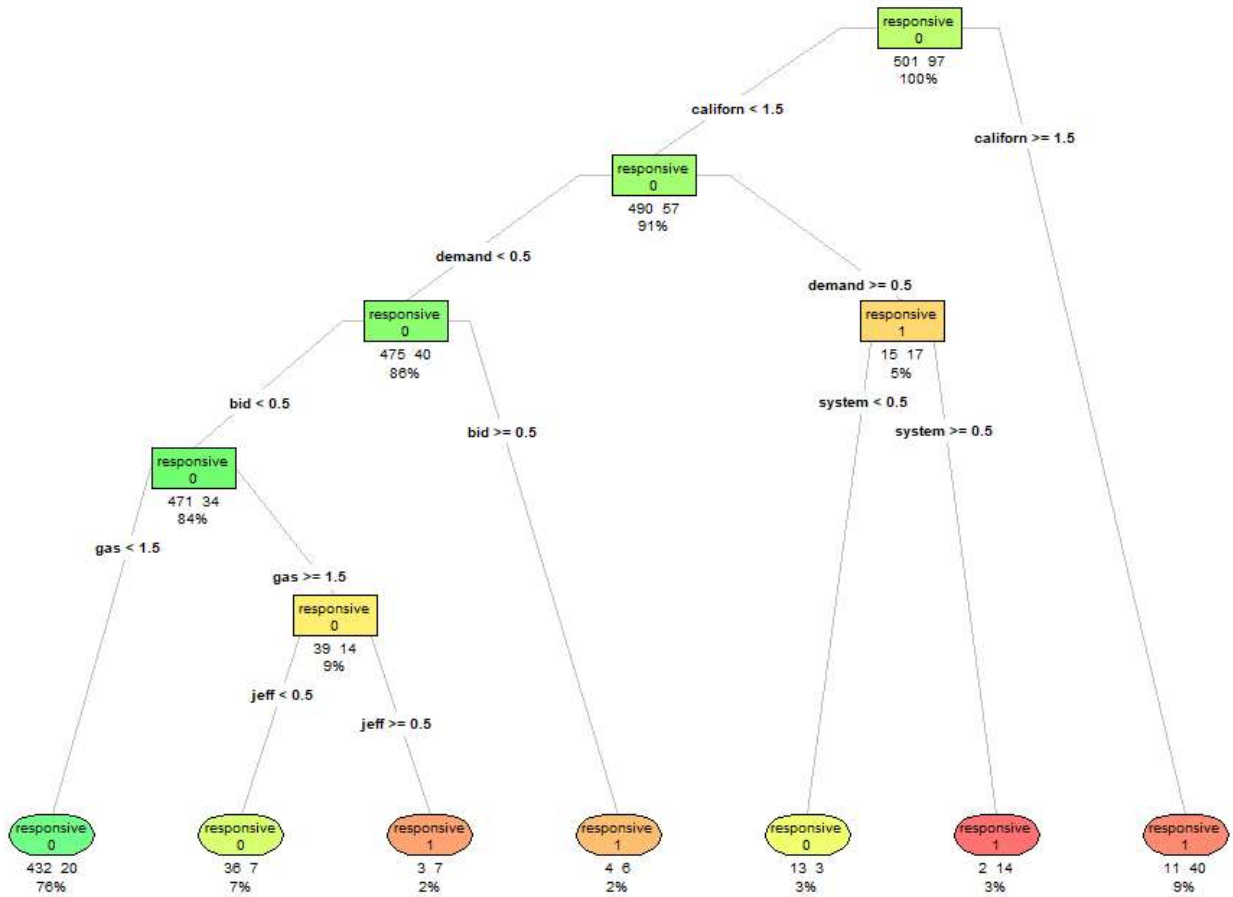 responsive
0
501 97
100%
californ < 1.5
californ >= 1.5
responsive
0
490 57
91%
demand < 0.5
demand >= 0.5
responsive
0
475 40
86%
responsive
1
15 17
5%
bid < 0.5
bid >= 0.5
system < 0.5
system >= 0.5
responsive
0
471 34
84%
gas < 1.5
gas >= 1.5
responsive
0
39 14
9%
jeff < 0.5
jeff >= 0.5
responsive
0
432 20
76%
responsive
0
36 7
7%
responsive
1
3 7
2%
responsive
1
4 6
2%
responsive
0
13 3
3%
responsive
1
2 14
3%
responsive
1
11 40
9%